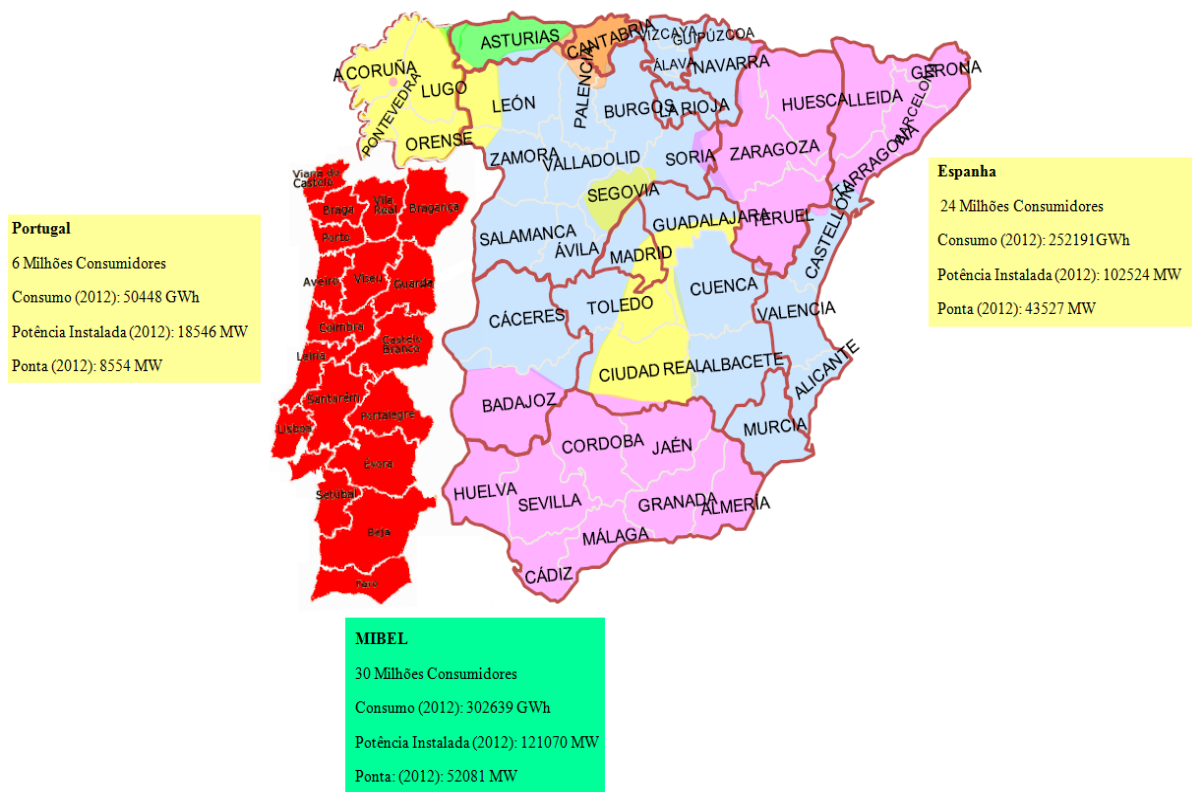 ASTURIAS
CANTABRIA
VIZCAYA
GUIPÚZCOA
A CORUÑA
LUGO
PONTEVEDRA
ORENSE
LEÓN
PALENCIA
BURGOS
ÁLAVA
NAVARRA
LA RIOJA
HUESCA
LLEIDA
GERONA
BARCELONA
TARRAGONA
ZARAGOZA
ZAMORA
VALLADOLID
SORIA
SEGOVIA
SALAMANCA
ÁVILA
MADRID
GUADALAJARA
TERUEL
CASTELLÓN
CÁCERES
TOLEDO
CUENCA
VALENCIA
CIUDAD REAL
ALBACETE
ALICANTE
BADAJOZ
MURCIA
CORDOBA
JAÉN
HUELVA
SEVILLA
GRANADA
ALMERÍA
MÁLAGA
CÁDIZ
Viana do
Castelo
Braga
Vila
Real
Bragança
Porto
Aveiro
Viseu
Guarda
Coimbra
Castelo
Branco
Leiria
Santarém
Lisboa
Portalegre
Évora
Setubal
Beja
Faro
Portugal
6 Milhões Consumidores
Consumo (2012): 50448 GWh
Potência Instalada (2012): 18546 MW
Ponta (2012): 8554 MW
Espanha
24 Milhões Consumidores
Consumo (2012): 252191GWh
Potência Instalada (2012): 102524 MW
Ponta (2012): 43527 MW
MIBEL
30 Milhões Consumidores
Consumo (2012): 302639 GWh
Potência Instalada (2012): 121070 MW
Ponta: (2012): 52081 MW